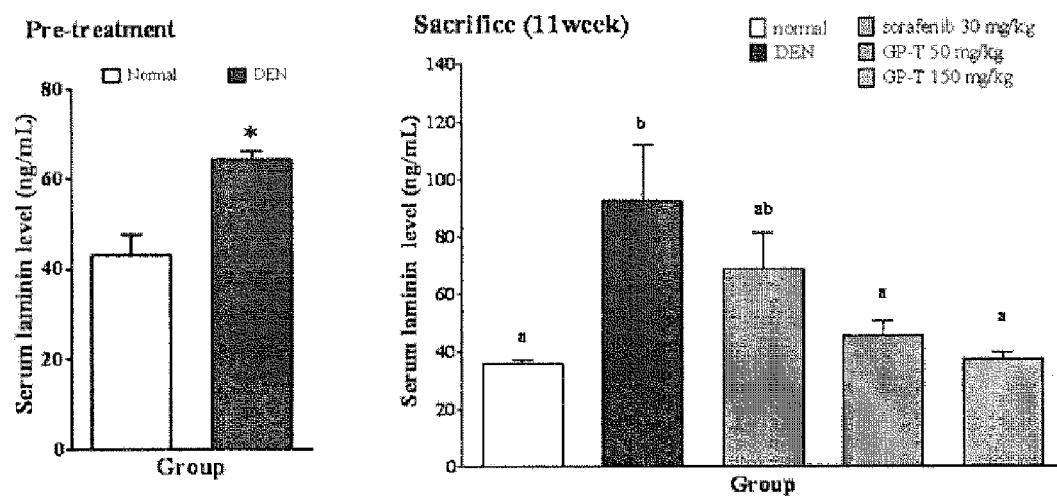 Pre-treatment
Normal DEN
80
60
40
20
0
Serum laminin level (ng/mL)
*
Group
Sacrifice (11week)
normal
DEN
sorafenib 30 mg/kg
GP-T 50 mg/kg
GP-T 150 mg/kg
140
120
100
80
60
40
20
0
Serum laminin level (ng/mL)
a
b
ab
a
a
Group